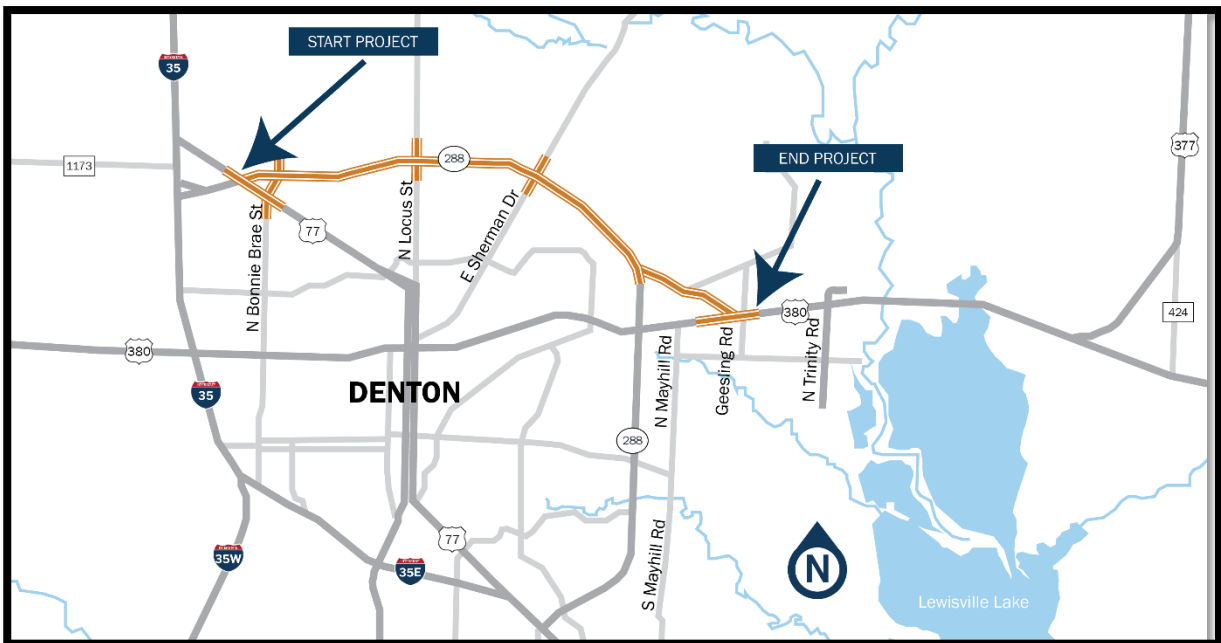 START PROJECT
35
377
END PROJECT
288
1173
N Locus St
E Sherman Dr
N Bonnie Brae St
77
380
424
N Trinity Rd
N Mayhill Rd
Geesling Rd
380
35
DENTON
288
77
S Mayhill Rd
35W
35E
N
Lewisville Lake